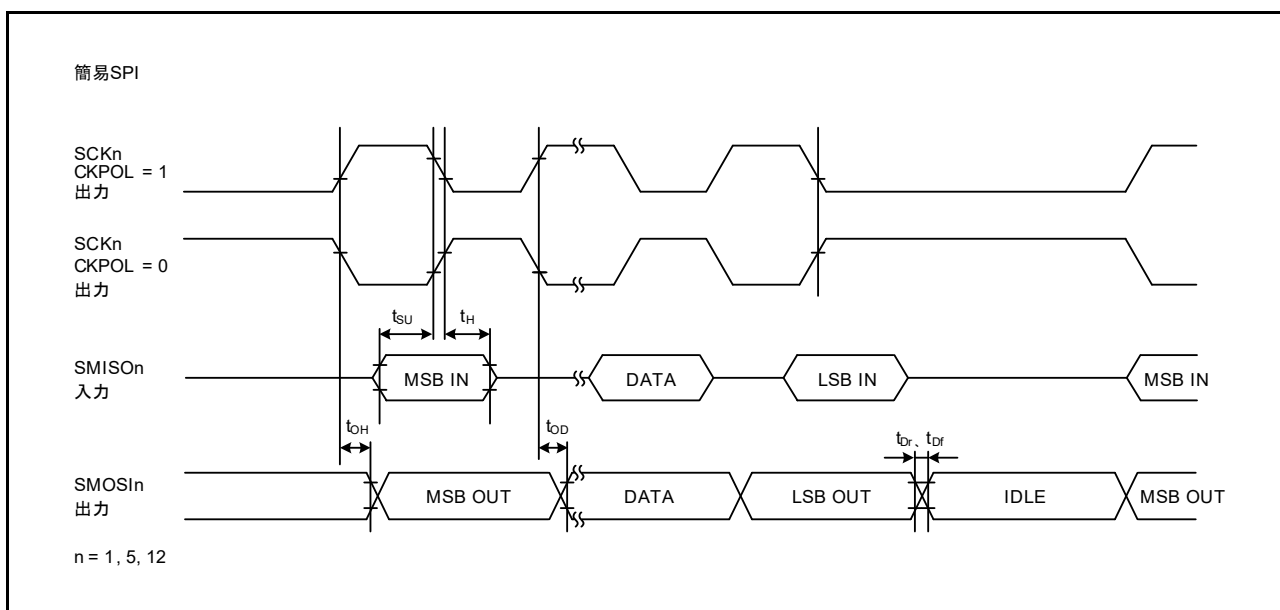 簡易SPI
SCKn
CKPOL = 1
出力
SCKn
CKPOL = 0
出力
tSU
tH
SMISOn
入力
MSB IN
DATA
LSB IN
MSB IN
tOH
tOD
tDr、tDf
SMOSIn
出力
MSB OUT
DATA
LSB OUT
IDLE
MSB OUT
n = 1, 5, 12